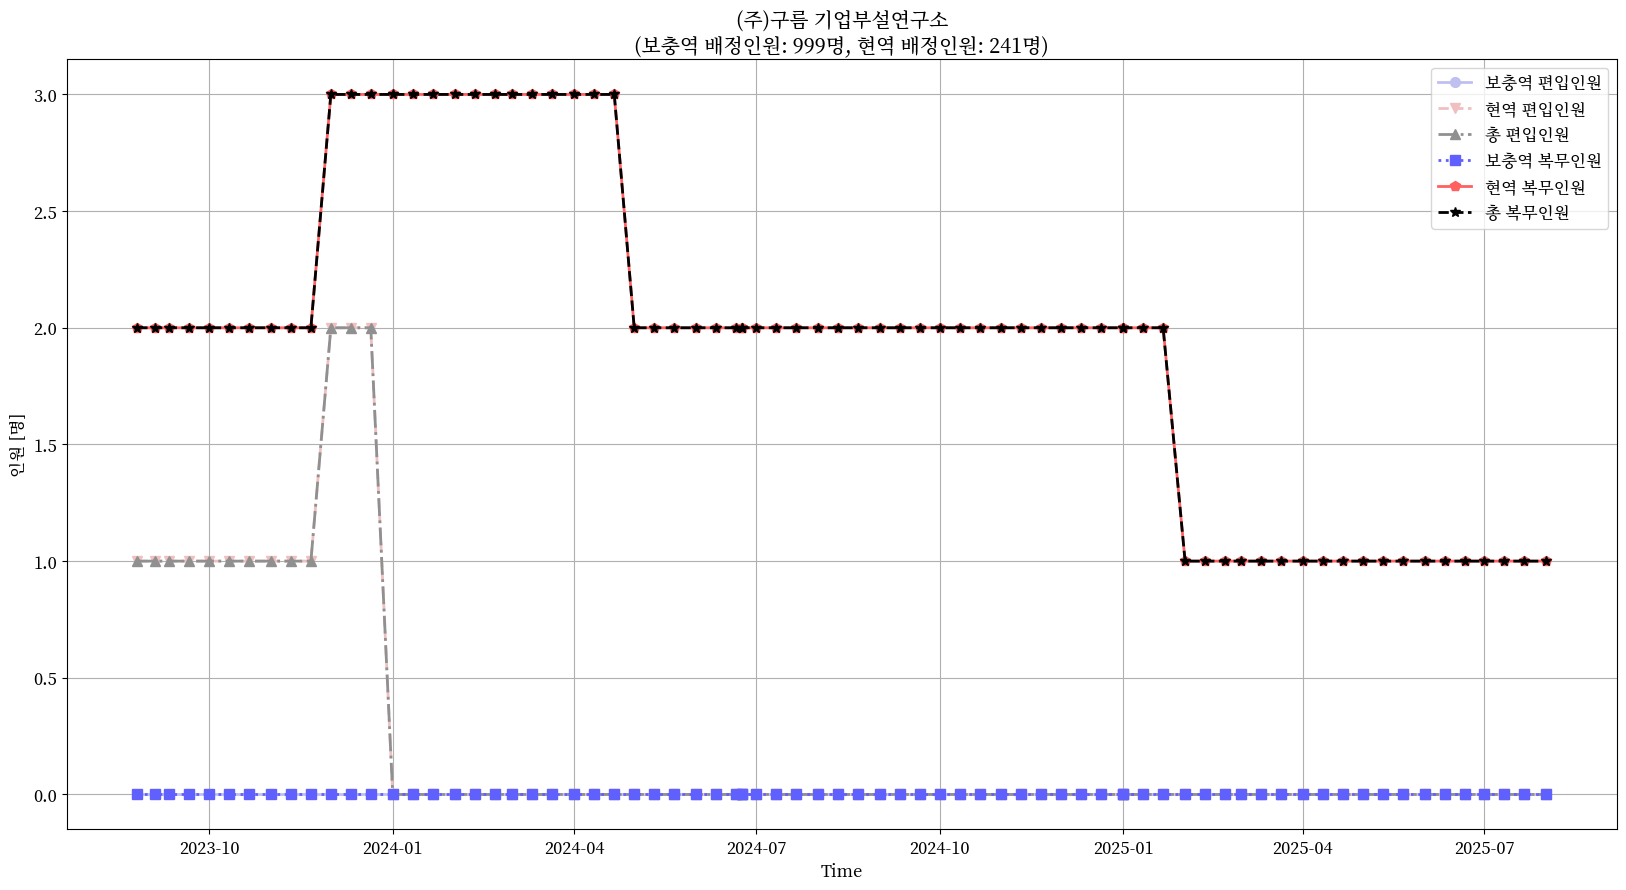 (주)구름 기업부설연구소
(보충역 배정인원: 999명, 현역 배정인원: 241명)
보충역 편입인원
현역 편입인원
총 편입인원
보충역 복무인원
현역 복무인원
총 복무인원
인원 [명]
3.0
2.5
2.0
1.5
1.0
0.5
0.0
2023-10
2024-01
2024-04
2024-07
2024-10
2025-01
2025-04
2025-07
Time